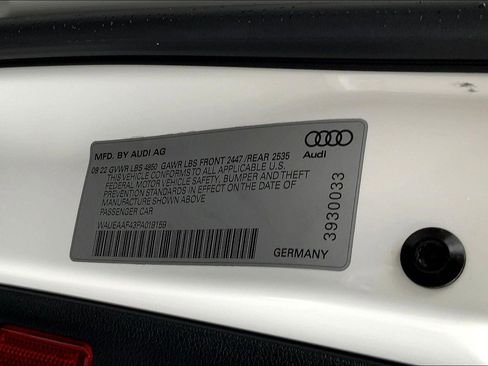 MFD. BY AUDI AG
09 22 GVWR LBS 4850 GAWR LBS FRONT 2447 /REAR 2535
THIS VEHICLE CONFORMS TO ALL APPLICABLE U.S.
FEDERAL MOTOR VEHICLE SAFETY, BUMPER AND THEFT
PREVENTION STANDARDS IN EFFECT ON THE DATE OF
MANUFACTURE SHOWN ABOVE
PASSENGER CAR
WAUEAAF43PA019159
Audi
3930033
GERMANY